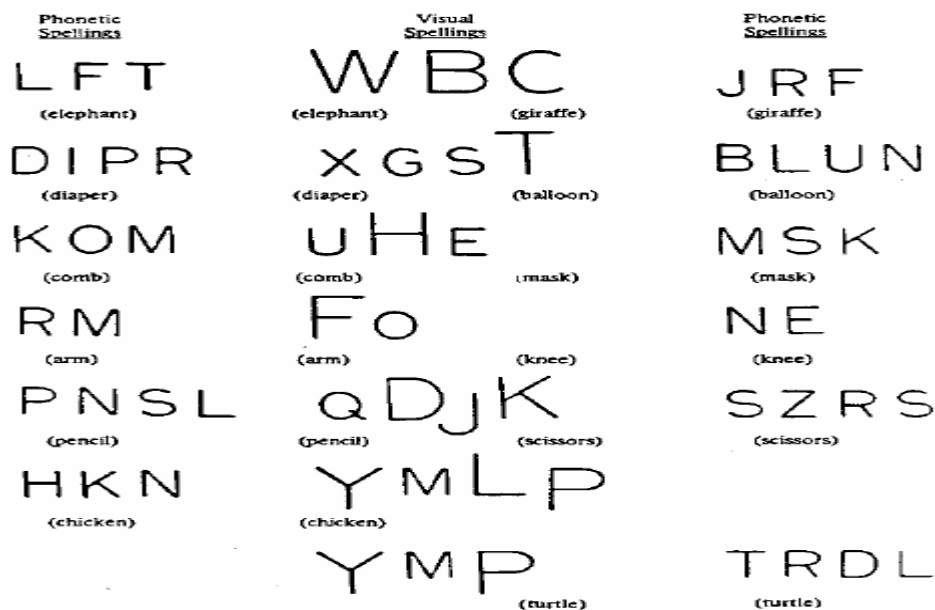 Phonetic Visual Phonetic
Spellings Spellings Spellings
LFT WBC JRF
(elephant) (elephant) (giraffe) (giraffe)
DIPR XGST BLUN
(diaper) (diaper) (balloon) (balloon)
KOM UHE MSK
(comb) (comb) (mask) (mask)
RM Fo NE
(arm) (arm) (knee) (knee)
PNSL QDJK SZRS
(pencil) (pencil) (scissors) (scissors)
HKN YMLP
(chicken) (chicken)
YMP TRDL
(turtle) (turtle)